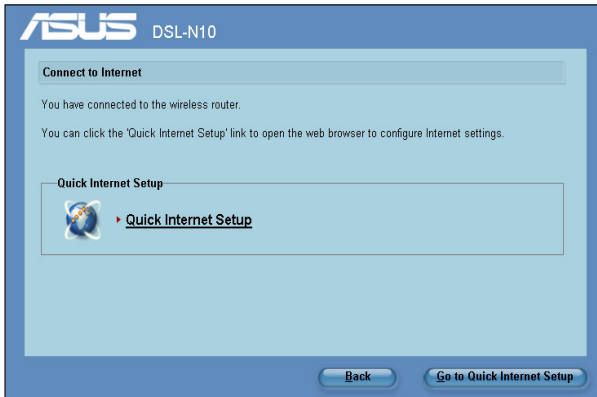 ASUS DSL-N10
Connect to Internet
You have connected to the wireless router.
You can click the 'Quick Internet Setup' link to open the web browser to configure Internet settings.
Quick Internet Setup
Quick Internet Setup
Back
Go to Quick Internet Setup